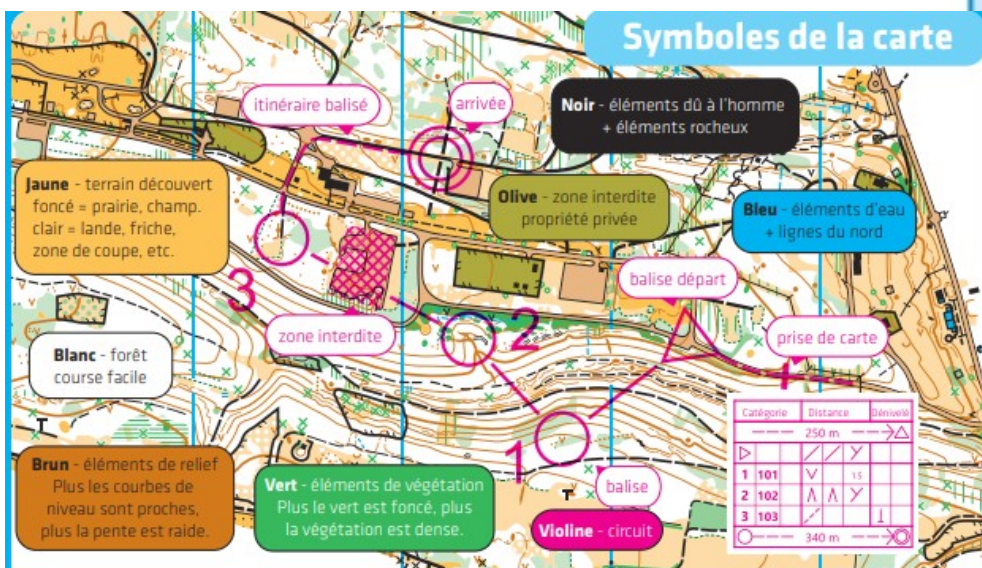 Symboles de la carte
itinéraire balisé
arrivée
Noir - éléments dû à l'homme
+ éléments rocheux
Jaune - terrain découvert
foncé = prairie, champ.
clair = lande, friche,
zone de coupe, etc.
Olive - zone interdite
propriété privée
Bleu - éléments d'eau
+ lignes du nord
balise départ
3
zone interdite
2
prise de carte
Blanc - forêt
course facile
1
balise
Brun - éléments de relief
Plus les courbes de
niveau sont proches,
plus la pente est raide.
Vert - éléments de végétation
Plus le vert est foncé, plus
la végétation est dense.
Violine - circuit
Catégorie Distance Dénivelé
250 m
1 101 1.5
2 102
3 103
340 m